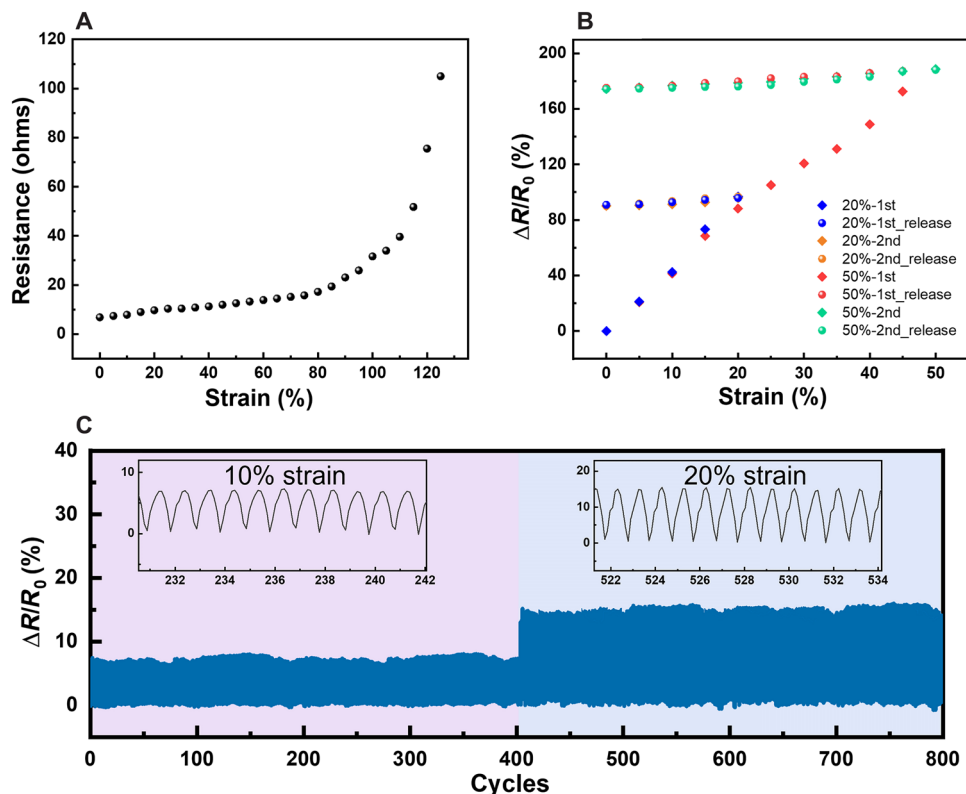 A
120
100
80
60
40
20
0
Resistance (ohms)
0 20 40 60 80 100 120
Strain (%)
B
200
160
120
80
40
0
ΔR/R0 (%)
20%-1st
20%-1st_release
20%-2nd
20%-2nd_release
50%-1st
50%-1st_release
50%-2nd
50%-2nd_release
0 10 20 30 40 50
Strain (%)
C
40
30
20
10
0
ΔR/R0 (%)
10% strain
10
0
232 234 236 238 240 242
20% strain
20
10
0
522 524 526 528 530 532 534
0 100 200 300 400 500 600 700 800
Cycles